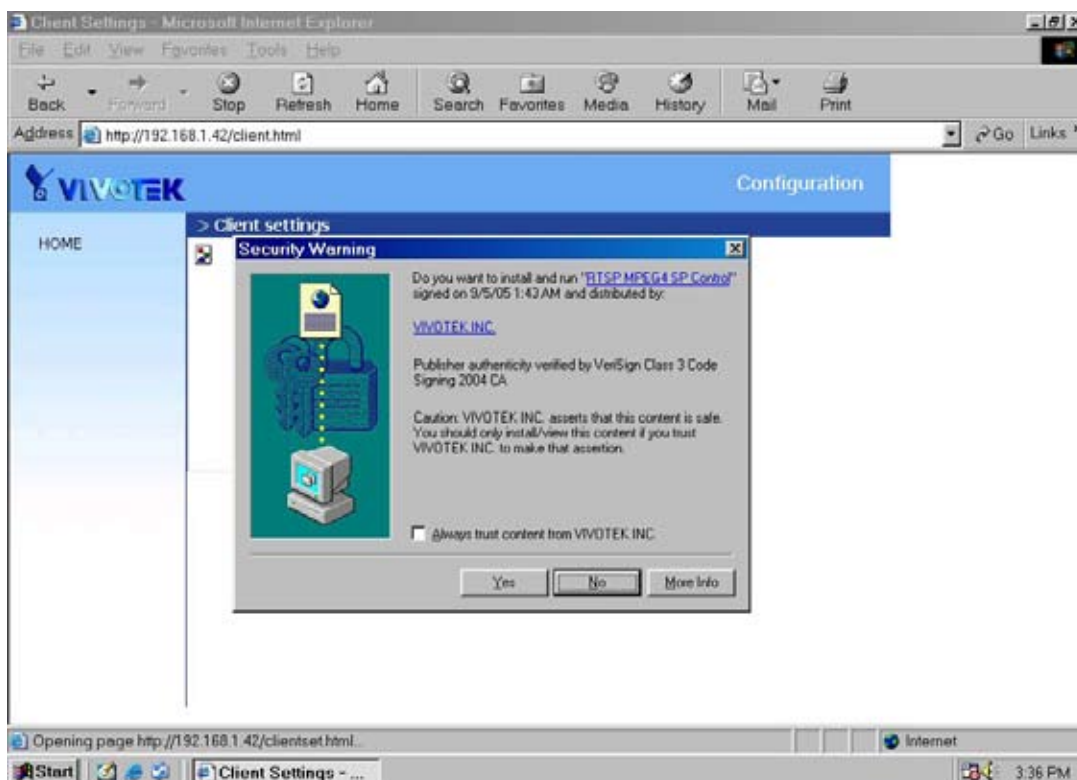 Client Settings - Microsoft Internet Explorer
File Edit View Favorites Tools Help
Back Forward Stop Refresh Home Search Favorites Media History Mail Print
Address http://192.168.1.42/client.html Go Links
VIVOTEK Configuration
HOME
> Client settings
Security Warning
Do you want to install and run "RTSP MPEG4 SP Control"
signed on 9/5/05 1:43 AM and distributed by:
VIVOTEK INC.
Publisher authenticity verified by VeriSign Class 3 Code
Signing 2004 CA
Caution: VIVOTEK INC. asserts that this content is safe.
You should only install/view this content if you trust
VIVOTEK INC. to make that assertion.
Always trust content from VIVOTEK INC.
Yes No More Info
Opening page http://192.168.1.42/clientset.html... Internet
Start Client Settings - ... 3:36 PM